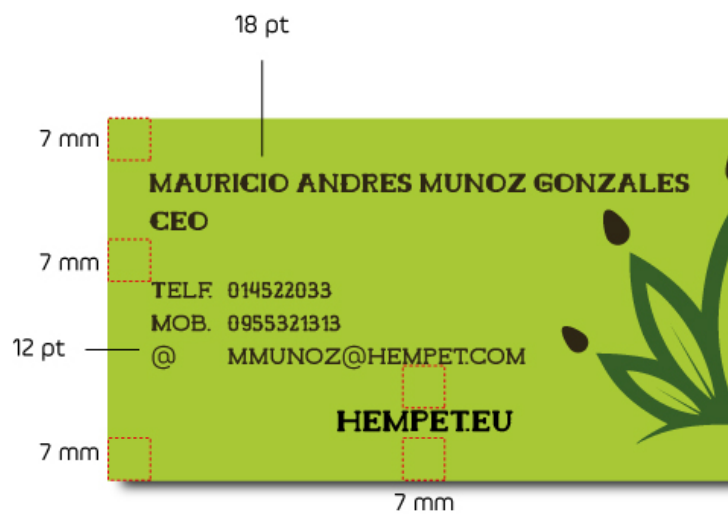 18 pt
7 mm
MAURICIO ANDRES MUNOZ GONZALES
CEO
7 mm
TELF. 014522033
MOB. 0955321313
12 pt
@ MMUNOZ@HEMPET.COM
HEMPET.EU
7 mm
7 mm